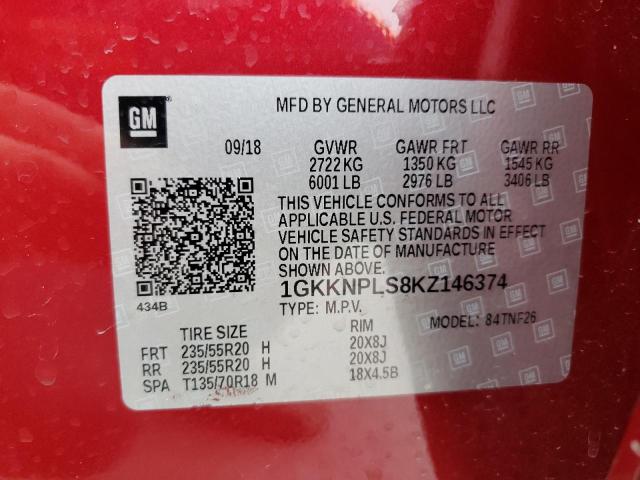 GM
MFD BY GENERAL MOTORS LLC
09/18 GVWR GAWR FRT GAWR RR
2722 KG 1350 KG 1545 KG
6001 LB 2976 LB 3406 LB
THIS VEHICLE CONFORMS TO ALL
APPLICABLE U.S. FEDERAL MOTOR
VEHICLE SAFETY STANDARDS IN EFFECT
ON THE DATE OF MANUFACTURE
SHOWN ABOVE.
1GKKNPLS8KZ146374
434B
TYPE: M.P.V. MODEL: 84TNF26
TIRE SIZE RIM
FRT 235/55R20 H 20X8J
RR 235/55R20 H 20X8J
SPA T135/70R18 M 18X4.5B